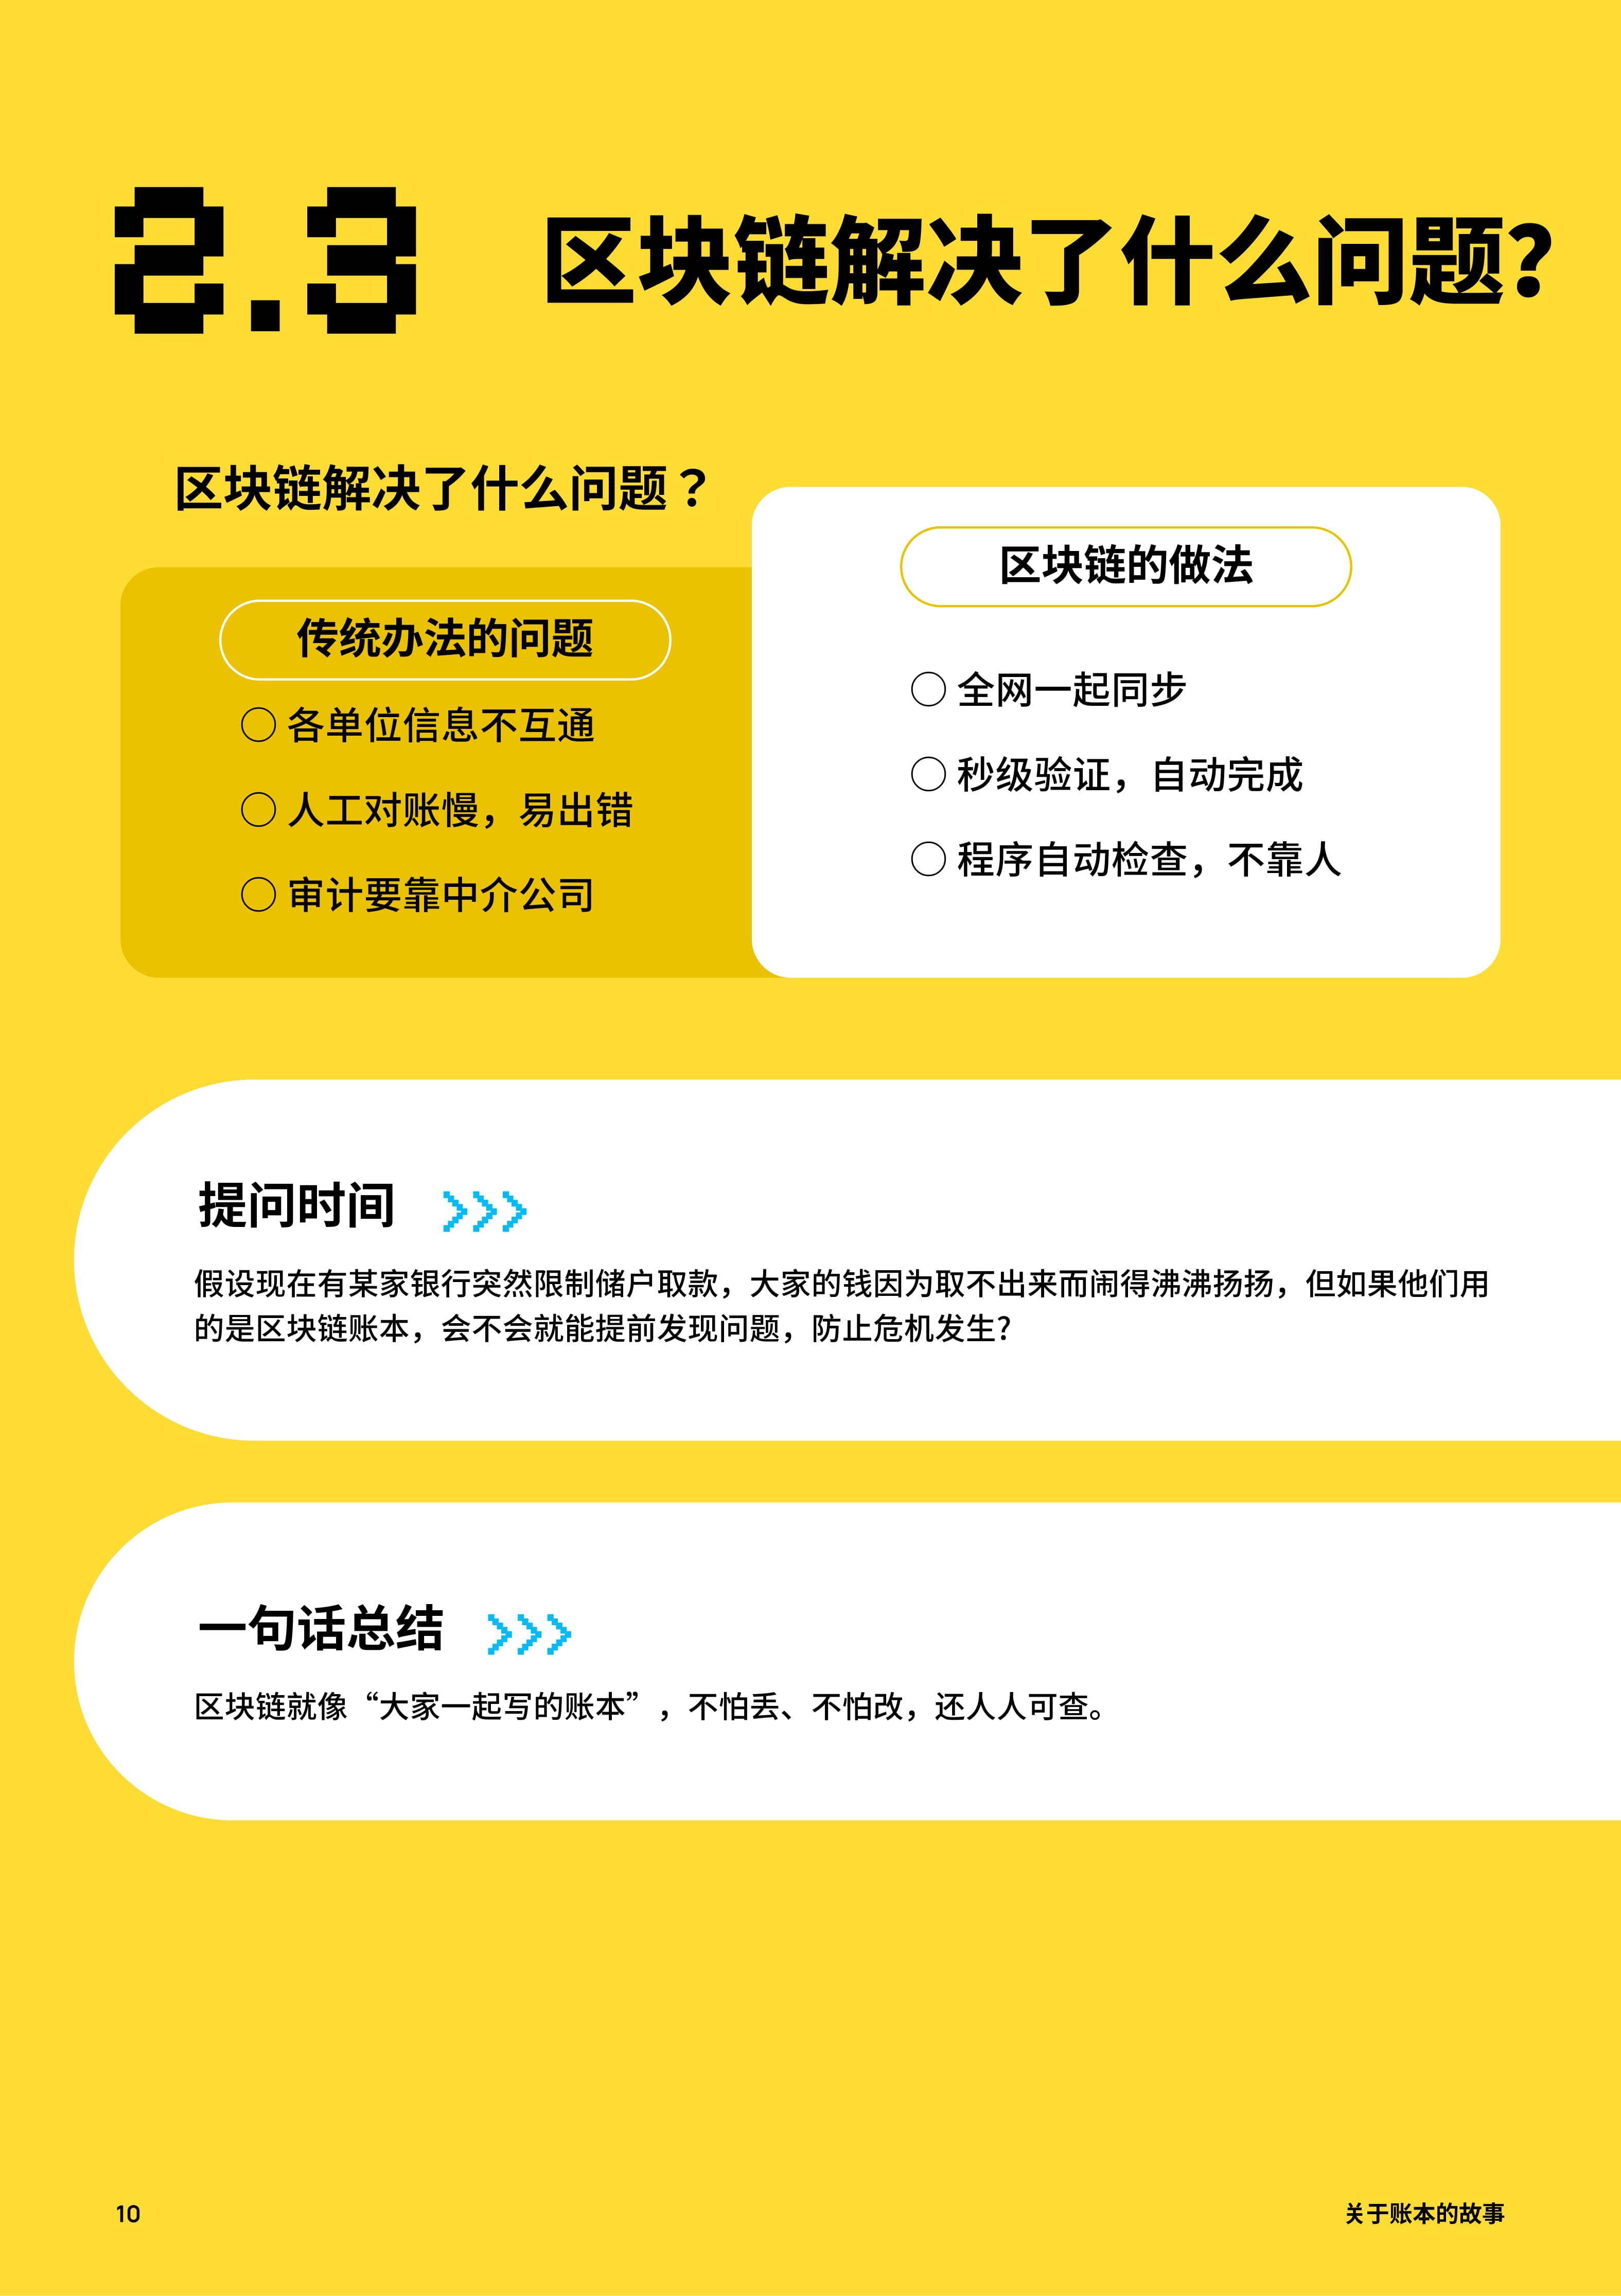 2.3 区块链解决了什么问题?
区块链解决了什么问题？
传统办法的问题
○ 各单位信息不互通
○ 人工对账慢，易出错
○ 审计要靠中介公司
区块链的做法
○ 全网一起同步
○ 秒级验证，自动完成
○ 程序自动检查，不靠人
提问时间
假设现在有某家银行突然限制储户取款，大家的钱因为取不出来而闹得沸沸扬扬，但如果他们用
的是区块链账本，会不会就能提前发现问题，防止危机发生?
一句话总结
区块链就像“大家一起写的账本”，不怕丢、不怕改，还人人可查。
10
关于账本的故事